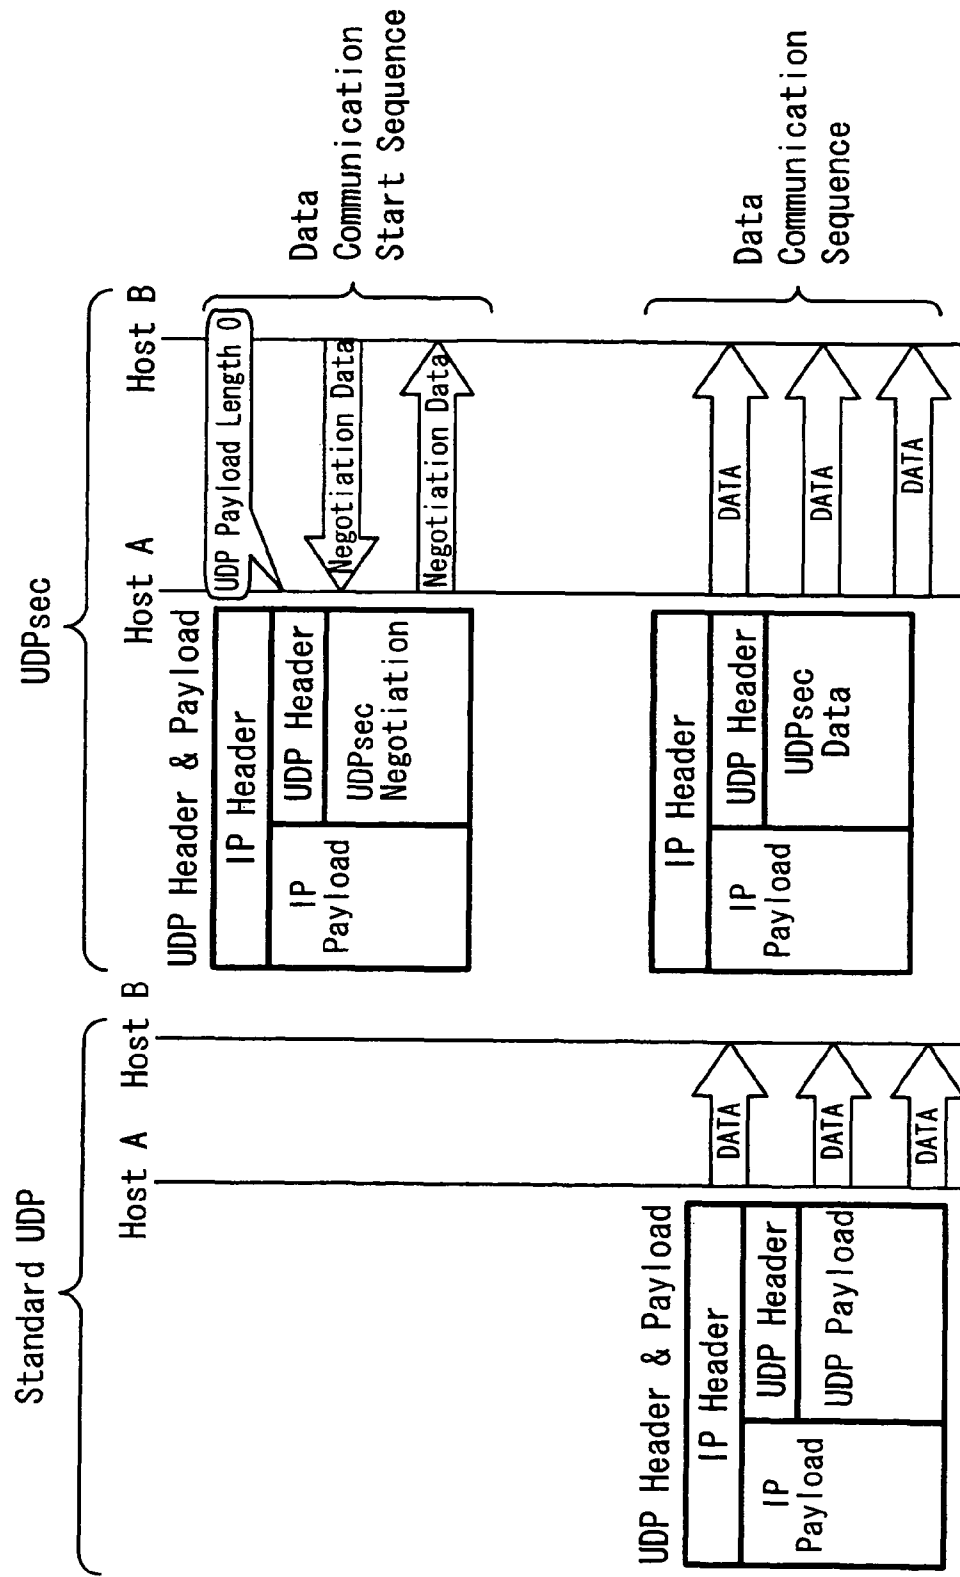 Standard UDP
Host A
Host B
UDP Header & Payload
IP Header
IP
Payload
UDP Header
UDP Payload
DATA
DATA
DATA
UDPsec
Host A
Host B
UDP Header & Payload
IP Header
IP
Payload
UDP Header
UDPsec
Negotiation
UDP Payload Length 0
Negotiation Data
Negotiation Data
Data
Communication
Start Sequence
IP Header
IP
Payload
UDP Header
UDPsec
Data
DATA
DATA
DATA
Data
Communication
Sequence